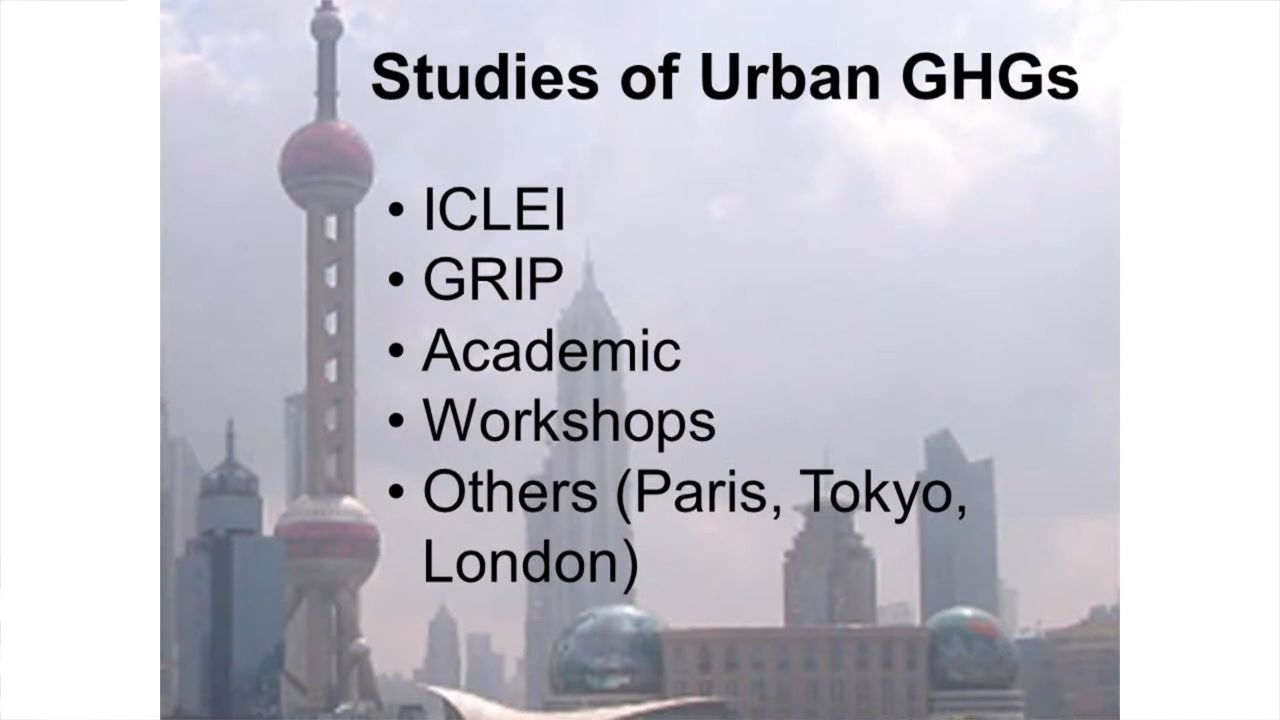 Studies of Urban GHGs
• ICLEI
• GRIP
• Academic
• Workshops
• Others (Paris, Tokyo,
London)